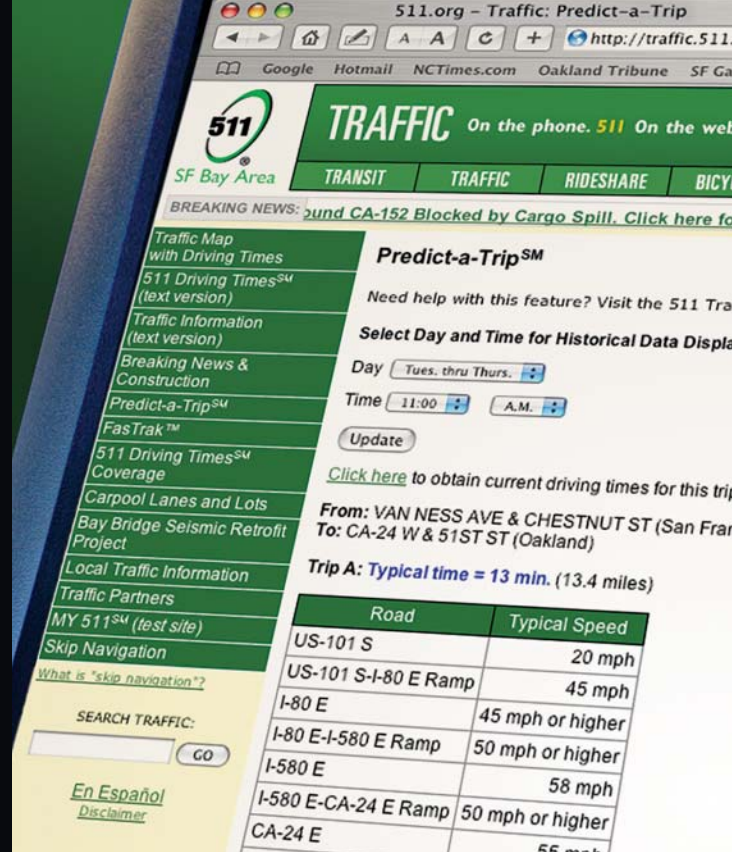 511.org – Traffic: Predict-a-Trip
A A C +
http://traffic.511.
Google Hotmail NCTimes.com Oakland Tribune SF Ga
511
®
SF Bay Area
TRAFFIC On the phone. 511 On the web
TRANSIT TRAFFIC RIDESHARE BICY
BREAKING NEWS: ound CA-152 Blocked by Cargo Spill. Click here fo
Traffic Map
with Driving Times
511 Driving Times℠
(text version)
Traffic Information
(text version)
Breaking News &
Construction
Predict-a-Trip℠
FasTrak™
511 Driving Times℠
Coverage
Carpool Lanes and Lots
Bay Bridge Seismic Retrofit
Project
Local Traffic Information
Traffic Partners
MY 511℠ (test site)
Skip Navigation
What is "skip navigation"?
SEARCH TRAFFIC:
GO
En Español
Disclaimer
Predict-a-Trip℠
Need help with this feature? Visit the 511 Tra
Select Day and Time for Historical Data Displa
Day Tues. thru Thurs.
Time 11:00 A.M.
Update
Click here to obtain current driving times for this trip
From: VAN NESS AVE & CHESTNUT ST (San Fran
To: CA-24 W & 51ST ST (Oakland)
Trip A: Typical time = 13 min. (13.4 miles)
Road Typical Speed
US-101 S 20 mph
US-101 S-I-80 E Ramp 45 mph
I-80 E 45 mph or higher
I-80 E-I-580 E Ramp 50 mph or higher
I-580 E 58 mph
I-580 E-CA-24 E Ramp 50 mph or higher
CA-24 E 55 mph